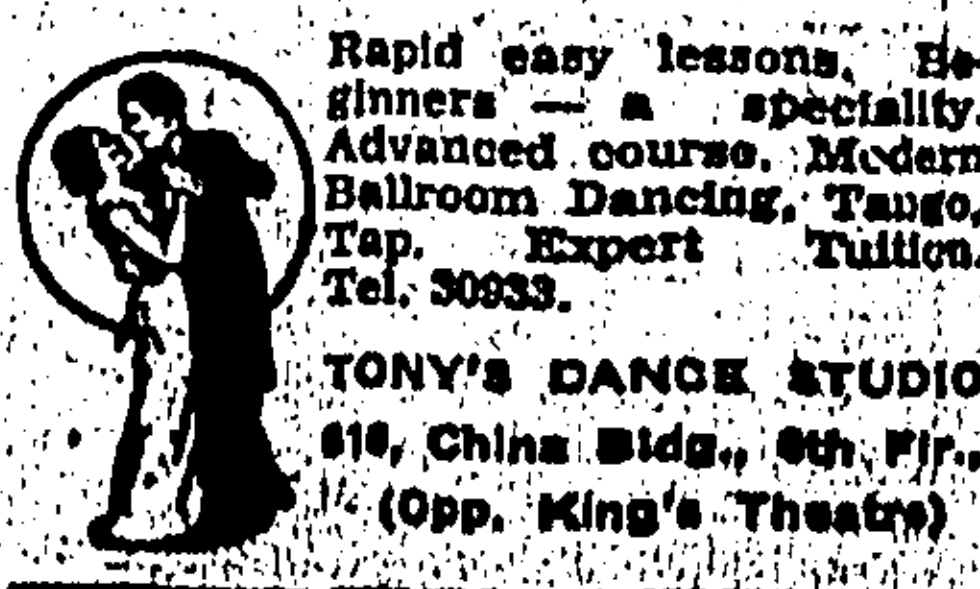 Rapid easy lessons. Be-
ginners — a speciality.
Advanced course. Modern
Ballroom Dancing, Tango,
Tap. Expert Tuition.
Tel. 30933.
TONY'S DANCE STUDIO
China Bldg., 6th Flr.,
(Opp. King's Theatre)